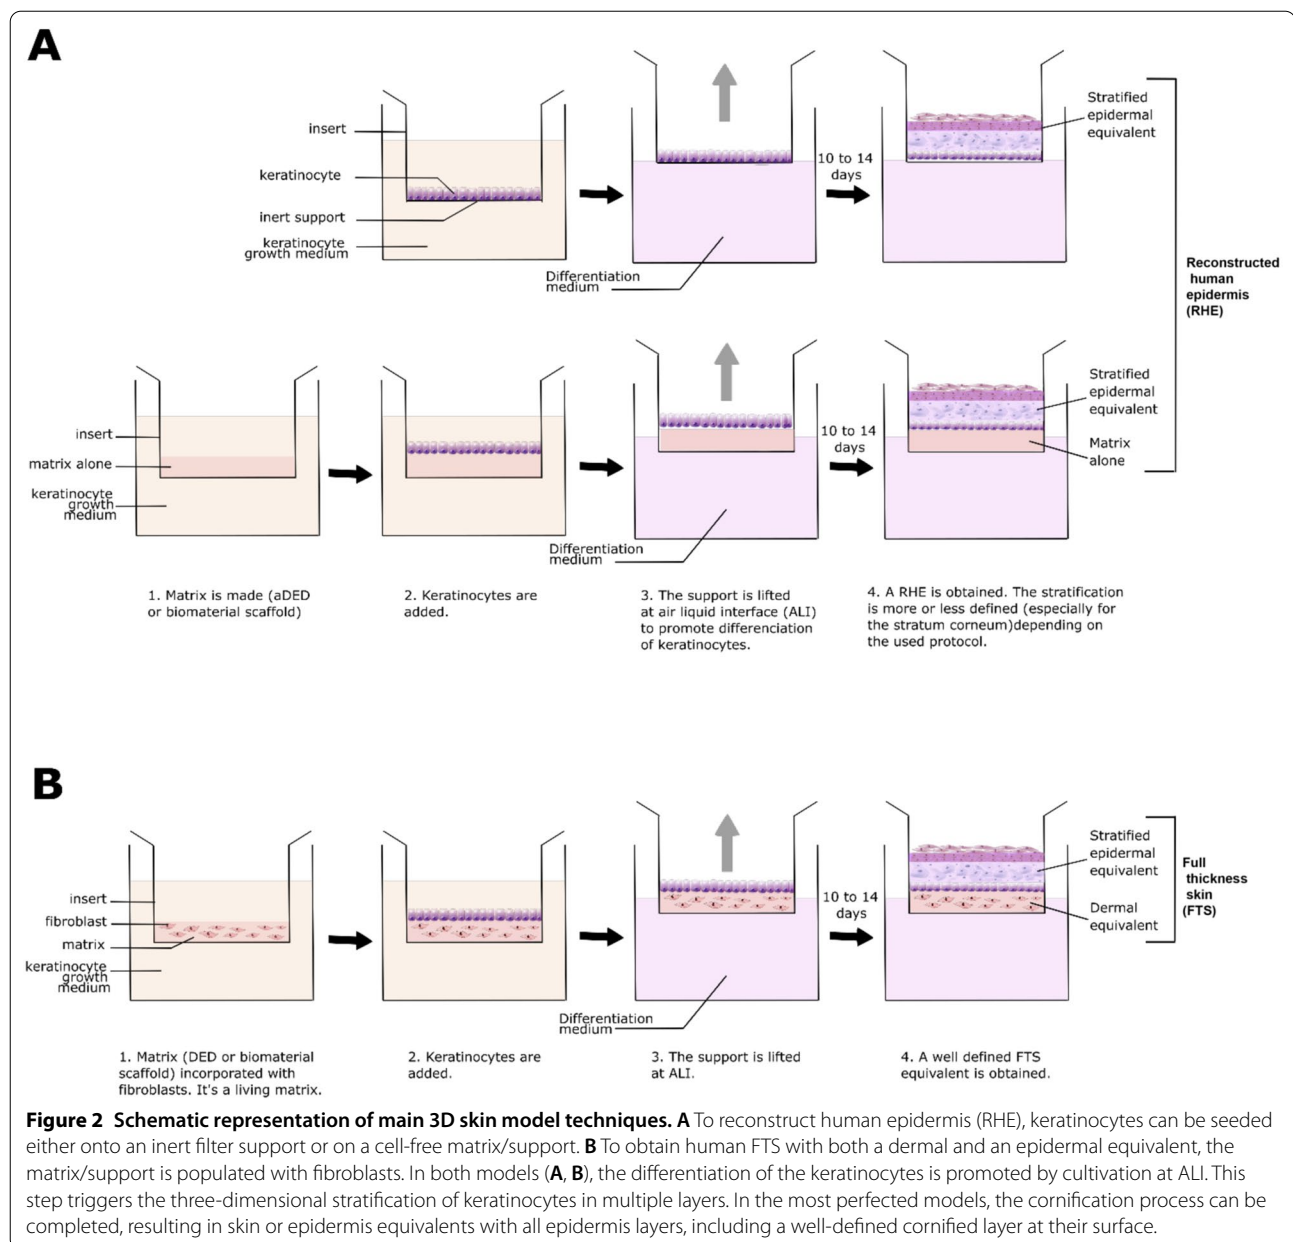 A
insert
keratinocyte
inert support
keratinocyte
growth medium
Differentiation
medium
10 to 14
days
Stratified
epidermal
equivalent
Reconstructed
human
epidermis
(RHE)
insert
matrix alone
keratinocyte
growth
medium
Differentiation
medium
10 to 14
days
Stratified
epidermal
equivalent
Matrix
alone
1. Matrix is made (aDED
or biomaterial scaffold)
2. Keratinocytes are
added.
3. The support is lifted
at air liquid interface (ALI)
to promote differenciation
of keratinocytes.
4. A RHE is obtained. The stratification
is more or less defined (especially for
the stratum corneum)depending on
the used protocol.
B
insert
fibroblast
matrix
keratinocyte
growth
medium
Differentiation
medium
10 to 14
days
Stratified
epidermal
equivalent
Dermal
equivalent
Full
thickness
skin
(FTS)
1. Matrix (DED or biomaterial
scaffold) incorporated with
fibroblasts. It's a living matrix.
2. Keratinocytes are
added.
3. The support is lifted
at ALI.
4. A well defined FTS
equivalent is obtained.
Figure 2 Schematic representation of main 3D skin model techniques. A To reconstruct human epidermis (RHE), keratinocytes can be seeded
either onto an inert filter support or on a cell-free matrix/support. B To obtain human FTS with both a dermal and an epidermal equivalent, the
matrix/support is populated with fibroblasts. In both models (A, B), the differentiation of the keratinocytes is promoted by cultivation at ALI. This
step triggers the three-dimensional stratification of keratinocytes in multiple layers. In the most perfected models, the cornification process can be
completed, resulting in skin or epidermis equivalents with all epidermis layers, including a well-defined cornified layer at their surface.